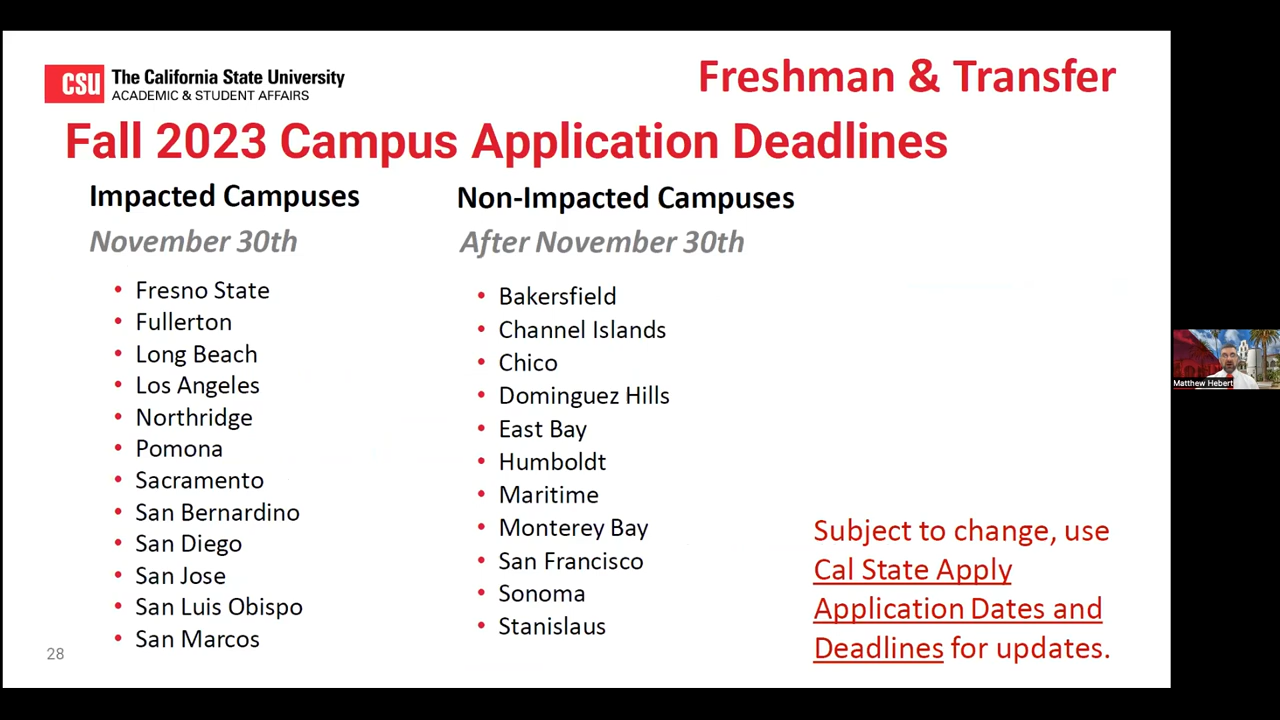 CSU The California State University
ACADEMIC & STUDENT AFFAIRS
Freshman & Transfer
Fall 2023 Campus Application Deadlines
Impacted Campuses
November 30th
• Fresno State
• Fullerton
• Long Beach
• Los Angeles
• Northridge
• Pomona
• Sacramento
• San Bernardino
• San Diego
• San Jose
• San Luis Obispo
• San Marcos
Non-Impacted Campuses
After November 30th
• Bakersfield
• Channel Islands
• Chico
• Dominguez Hills
• East Bay
• Humboldt
• Maritime
• Monterey Bay
• San Francisco
• Sonoma
• Stanislaus
Subject to change, use
Cal State Apply
Application Dates and
Deadlines for updates.
28
Matthew Hebert